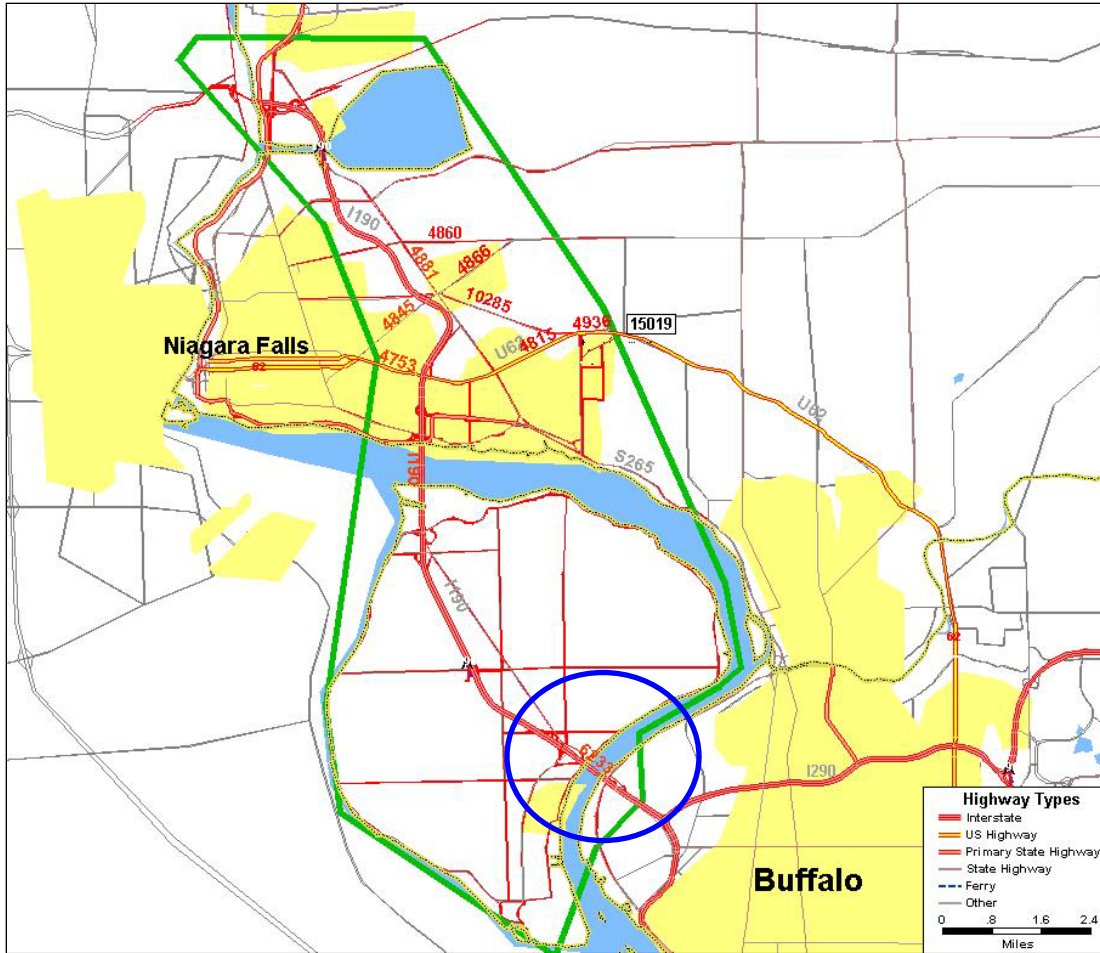 I90
I190
4860
4881
4866
10285
4845
4936
15019
4815
U62
Niagara Falls
4753
62
U62
S265
I190
I190
62
6233
I290
Buffalo
Highway Types
Interstate
US Highway
Primary State Highway
State Highway
Ferry
Other
0 .8 1.6 2.4
Miles